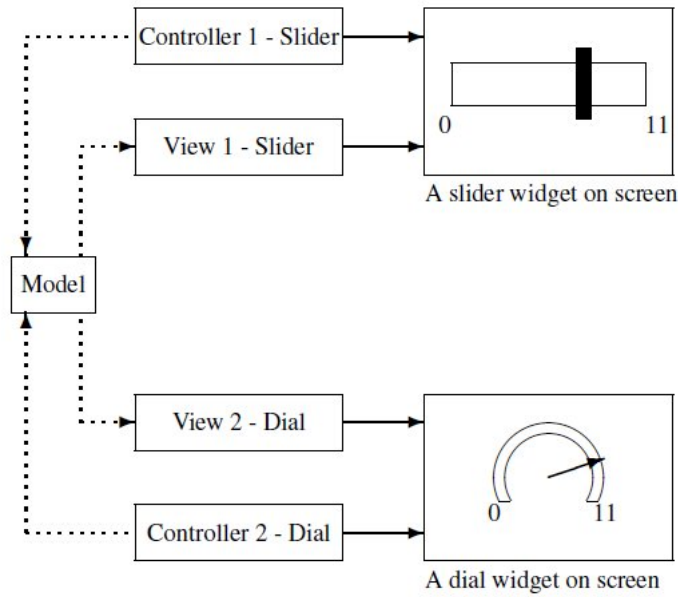 Controller 1 - Slider
0
11
View 1 - Slider
A slider widget on screen
Model
View 2 - Dial
0
11
Controller 2 - Dial
A dial widget on screen